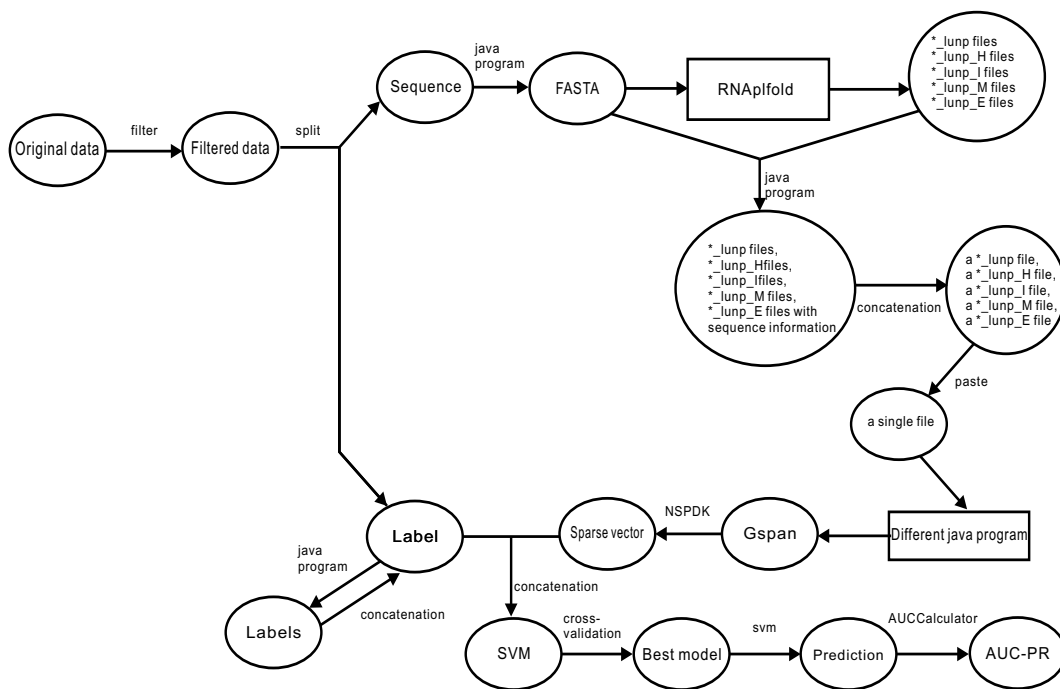 Original data
filter
Filtered data
split
Sequence
java
program
FASTA
RNAplfold
*_lunp files
*_lunp_H files
*_lunp_I files
*_lunp_M files
*_lunp_E files
java
program
*_lunp files,
*_lunp_Hfiles,
*_lunp_Ifiles,
*_lunp_M files,
*_lunp_E files with
sequence information
concatenation
a *_lunp file,
a *_lunp_H file,
a *_lunp_I file,
a *_lunp_M file,
a *_lunp_E file
paste
a single file
Different java program
Gspan
NSPDK
Sparse vector
Label
java
program
concatenation
Labels
concatenation
SVM
cross-
validation
Best model
svm
Prediction
AUCCalculator
AUC-PR